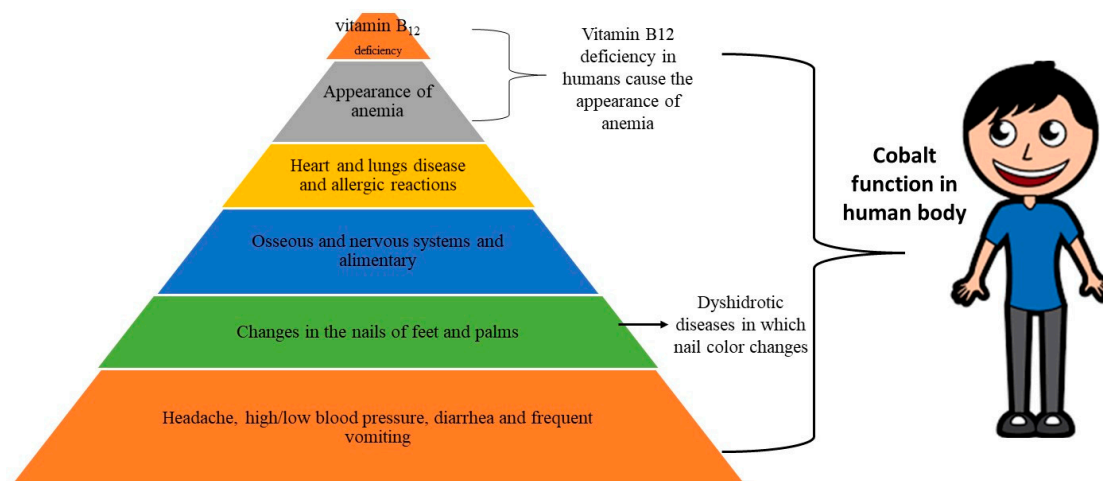 vitamin B12
deficiency
Appearance of
anemia
Heart and lungs disease
and allergic reactions
Osseous and nervous systems and
alimentary
Changes in the nails of feet and palms
Headache, high/low blood pressure, diarrhea and frequent
vomiting
Vitamin B12
deficiency in
humans cause the
appearance of
anemia
Dyshidrotic
diseases in which
nail color changes
Cobalt
function in
human body